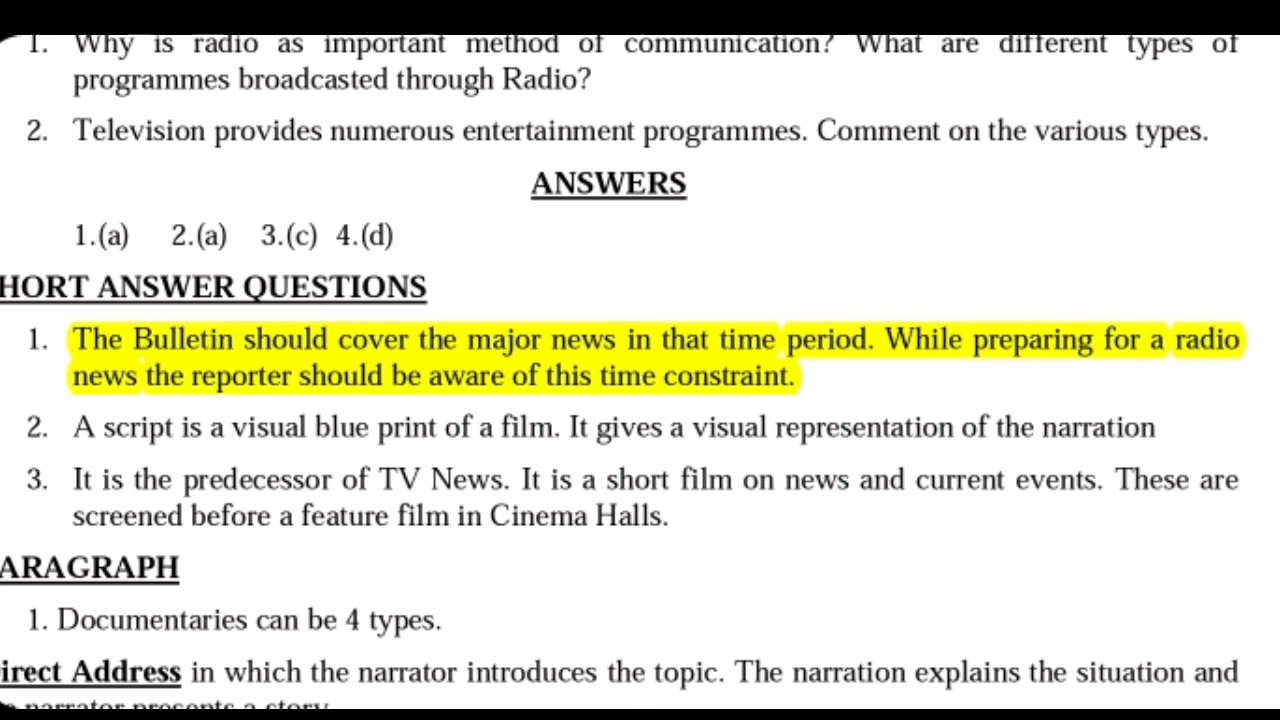 1. Why is radio as important method of communication? What are different types of
programmes broadcasted through Radio?
2. Television provides numerous entertainment programmes. Comment on the various types.
ANSWERS
1.(a) 2.(a) 3.(c) 4.(d)
HORT ANSWER QUESTIONS
1. The Bulletin should cover the major news in that time period. While preparing for a radio
news the reporter should be aware of this time constraint.
2. A script is a visual blue print of a film. It gives a visual representation of the narration
3. It is the predecessor of TV News. It is a short film on news and current events. These are
screened before a feature film in Cinema Halls.
ARAGRAPH
1. Documentaries can be 4 types.
irect Address in which the narrator introduces the topic. The narration explains the situation and
narrator presents a story